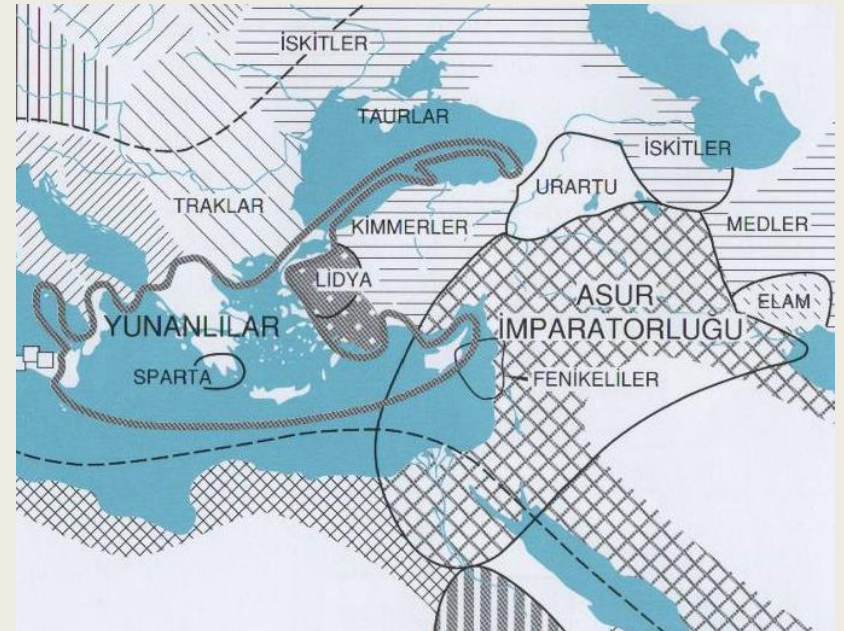 İSKİTLER
TAURLAR
İSKİTLER
URARTU
TRAKLAR
KİMMERLER
MEDLER
LİDYA
ASUR
İMPARATORLUĞU
ELAM
YUNANLILAR
SPARTA
FENİKELİLER